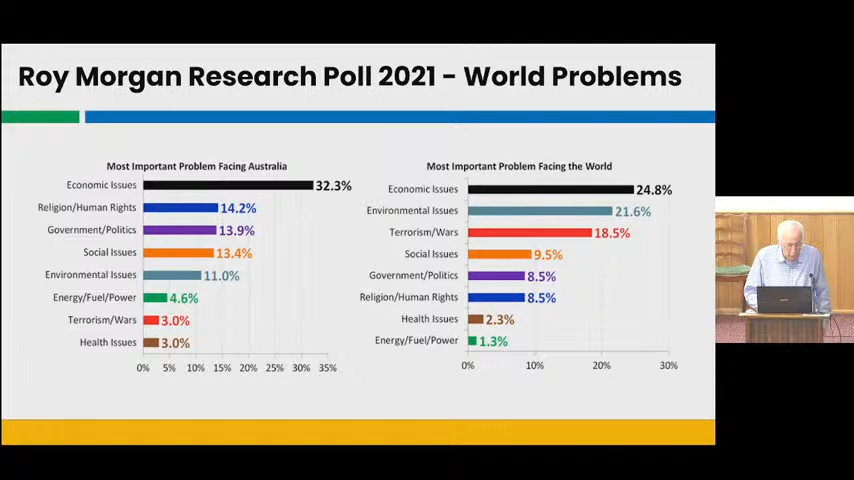 Roy Morgan Research Poll 2021 - World Problems
Most Important Problem Facing Australia
Economic Issues 32.3%
Religion/Human Rights 14.2%
Government/Politics 13.9%
Social Issues 13.4%
Environmental Issues 11.0%
Energy/Fuel/Power 4.6%
Terrorism/Wars 3.0%
Health Issues 3.0%
0% 5% 10% 15% 20% 25% 30% 35%
Most Important Problem Facing the World
Economic Issues 24.8%
Environmental Issues 21.6%
Terrorism/Wars 18.5%
Social Issues 9.5%
Government/Politics 8.5%
Religion/Human Rights 8.5%
Health Issues 2.3%
Energy/Fuel/Power 1.3%
0% 10% 20% 30%